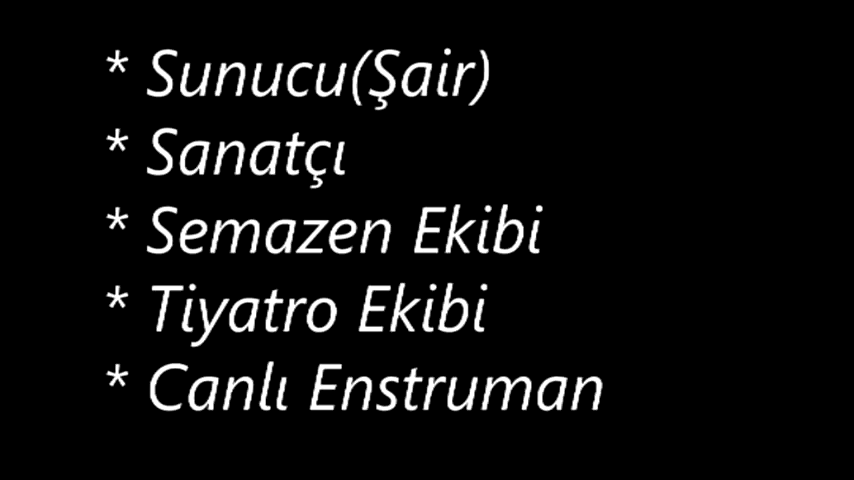 * Sunucu(Şair)
* Sanatçı
* Semazen Ekibi
* Tiyatro Ekibi
* Canlı Enstruman